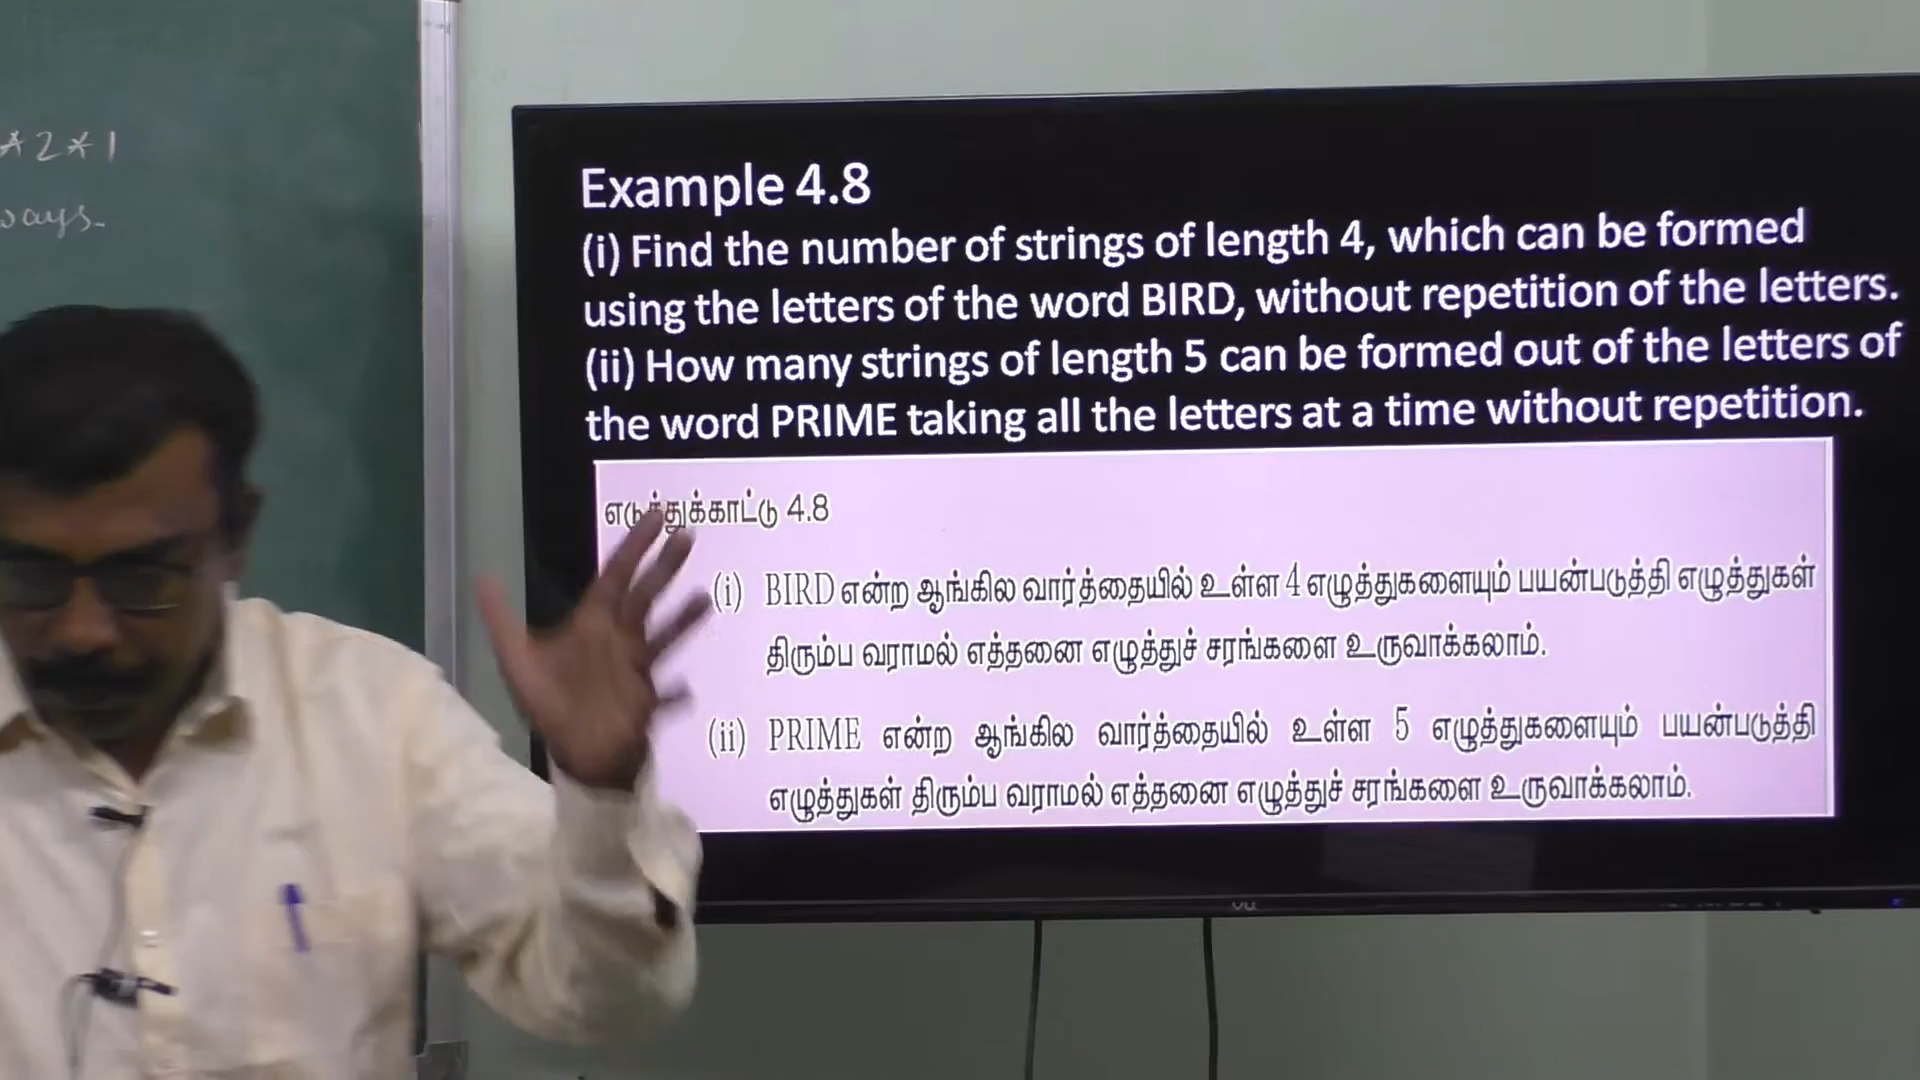 *2*1
ways.
Example 4.8
(i) Find the number of strings of length 4, which can be formed
using the letters of the word BIRD, without repetition of the letters.
(ii) How many strings of length 5 can be formed out of the letters of
the word PRIME taking all the letters at a time without repetition.
எடுத்துக்காட்டு 4.8
(i) BIRD என்ற ஆங்கில வார்த்தையில் உள்ள 4 எழுத்துகளையும் பயன்படுத்தி எழுத்துகள்
திரும்ப வராமல் எத்தனை எழுத்துச் சரங்களை உருவாக்கலாம்.
(ii) PRIME என்ற ஆங்கில வார்த்தையில் உள்ள 5 எழுத்துகளையும் பயன்படுத்தி
எழுத்துகள் திரும்ப வராமல் எத்தனை எழுத்துச் சரங்களை உருவாக்கலாம்.